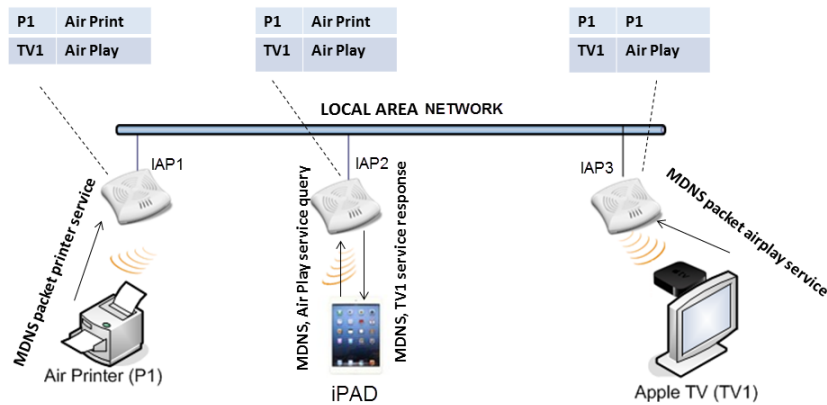 P1 Air Print
TV1 Air Play
P1 Air Print
TV1 Air Play
P1 P1
TV1 Air Play
LOCAL AREA NETWORK
IAP1
IAP2
IAP3
MDNS packet printer service
MDNS, Air Play service query
MDNS, TV1 service response
MDNS packet airplay service
Air Printer (P1)
iPAD
Apple TV (TV1)